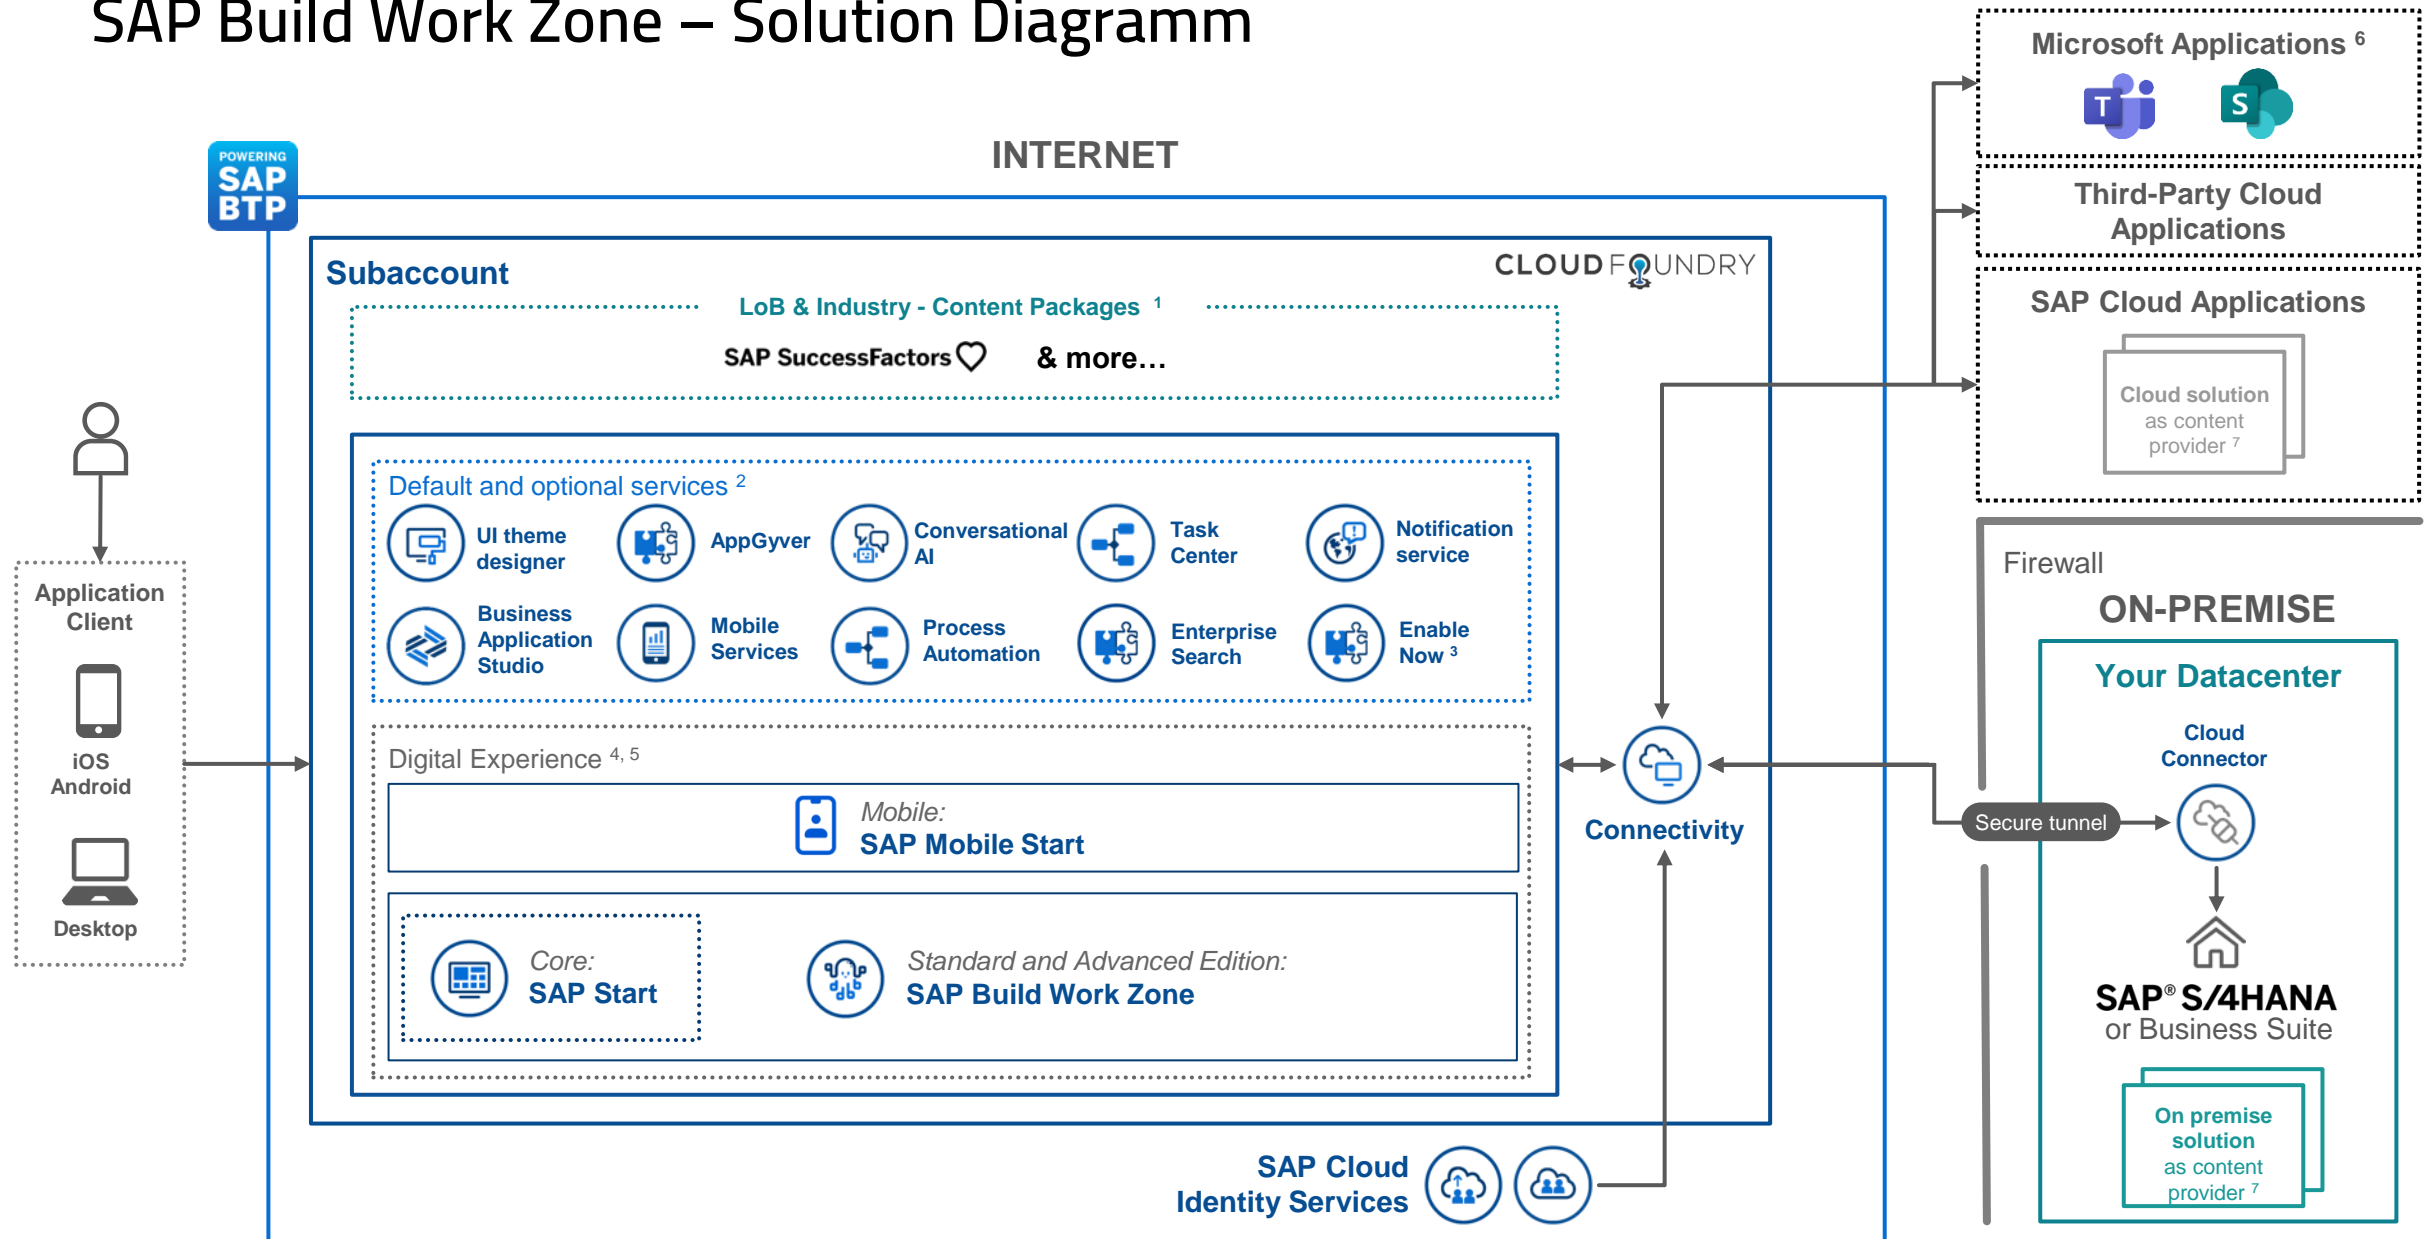 SAP Build Work Zone – Solution Diagramm
INTERNET
POWERING
SAP
BTP
Subaccount
CLOUD FOUNDRY
LoB & Industry - Content Packages 1
SAP SuccessFactors
& more...
Default and optional services 2
UI theme
designer
AppGyver
Conversational
AI
Task
Center
Notification
service
Business
Application
Studio
Mobile
Services
Process
Automation
Enterprise
Search
Enable
Now 3
Digital Experience 4, 5
Mobile:
SAP Mobile Start
Core:
SAP Start
Standard and Advanced Edition:
SAP Build Work Zone
Connectivity
SAP Cloud
Identity Services
Application
Client
iOS
Android
Desktop
Microsoft Applications 6
T
S
Third-Party Cloud
Applications
SAP Cloud Applications
Cloud solution
as content
provider 7
Firewall
ON-PREMISE
Your Datacenter
Cloud
Connector
Secure tunnel
SAP® S/4HANA
or Business Suite
On premise
solution
as content
provider 7